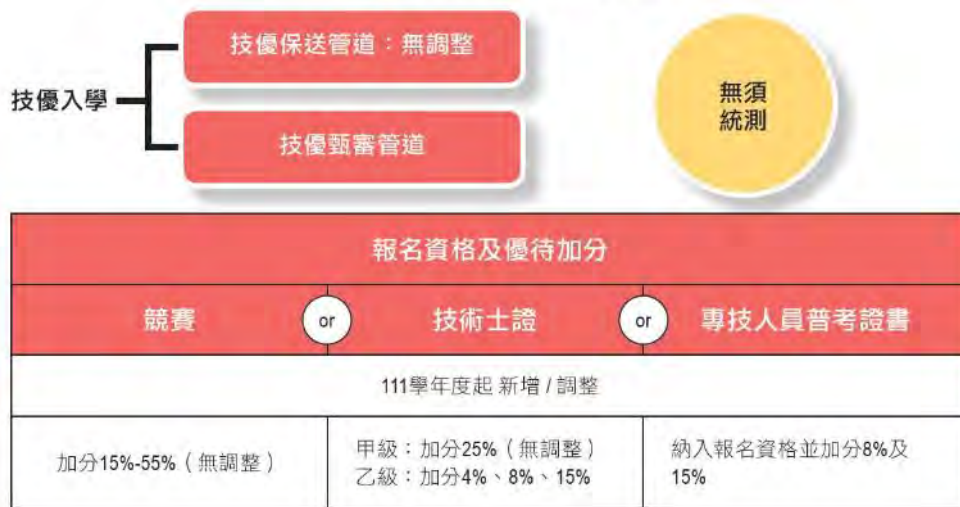 技優入學
技優保送管道：無調整
技優甄審管道
無須
統測
報名資格及優待加分
競賽
or
技術士證
or
專技人員普考證書
111學年度起 新增 / 調整
加分15%-55%（無調整）
甲級：加分25%（無調整）
乙級：加分4%、8%、15%
納入報名資格並加分8%及
15%